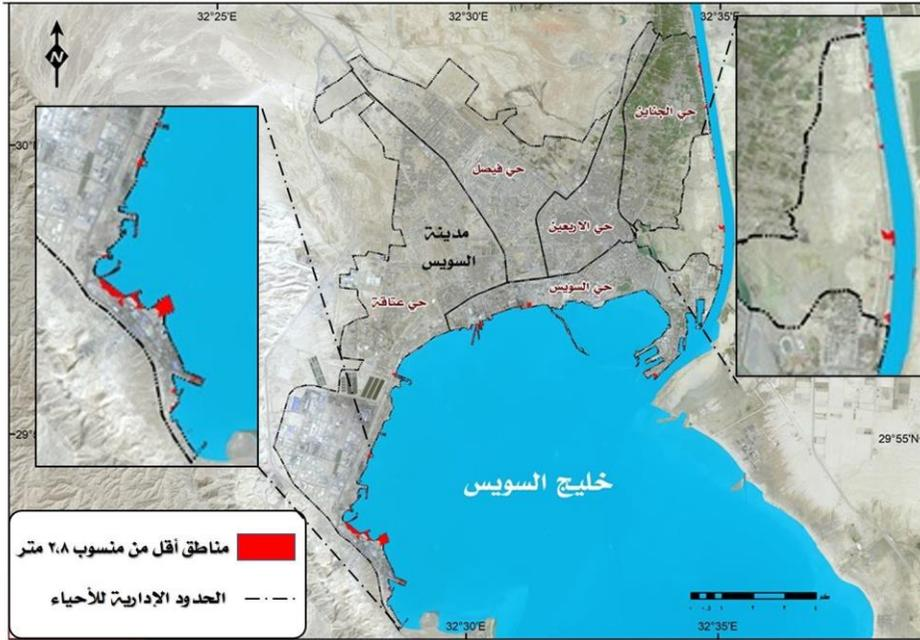 32°25'E
32°30'E
32°35'E
N
حي الجناين
30°
حي فيصل
حي الاربعين
مدينة
السويس
حي السويس
حي عتاقة
29°55'N
خليج السويس
مناطق أقل من منسوب ٢،٨ متر
الحدود الإدارية للأحياء
32°30'E
32°35'E